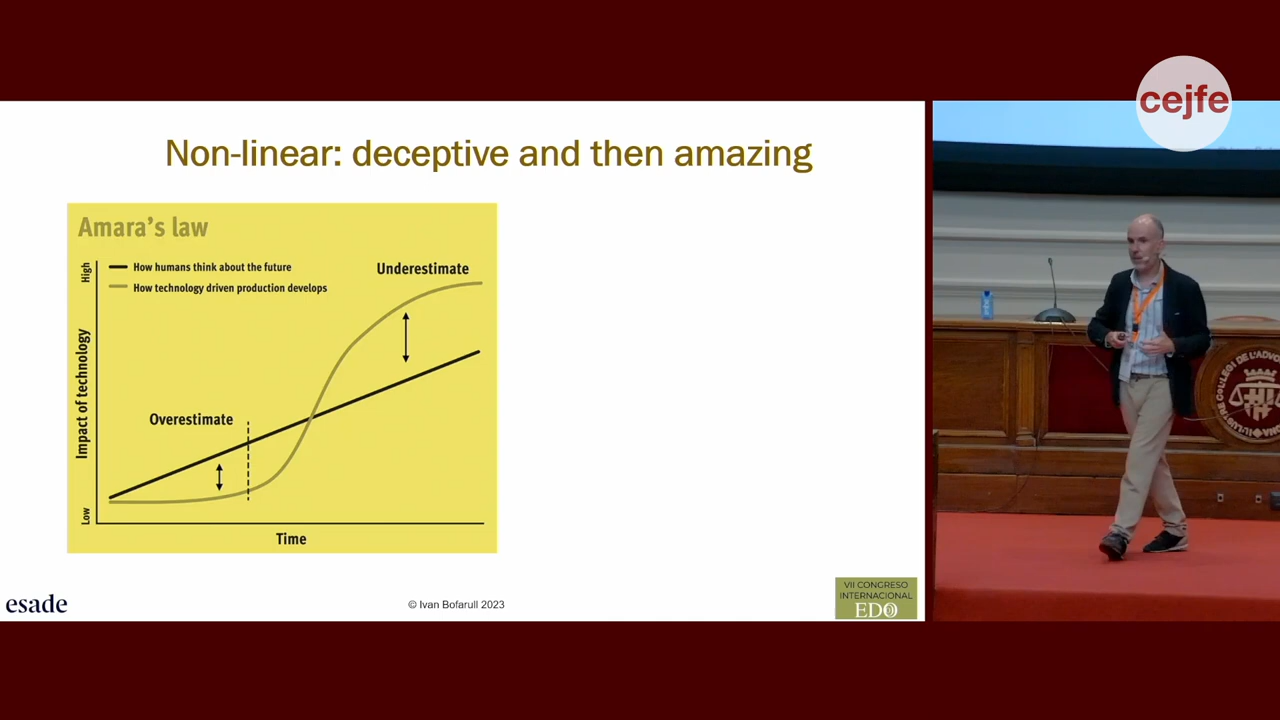 cejfe
Non-linear: deceptive and then amazing
Amara's law
High
How humans think about the future
How technology driven production develops
Underestimate
Impact of technology
Overestimate
Low
Time
esade
© Ivan Bofarull 2023
VII CONGRESO
INTERNACIONAL
EDO